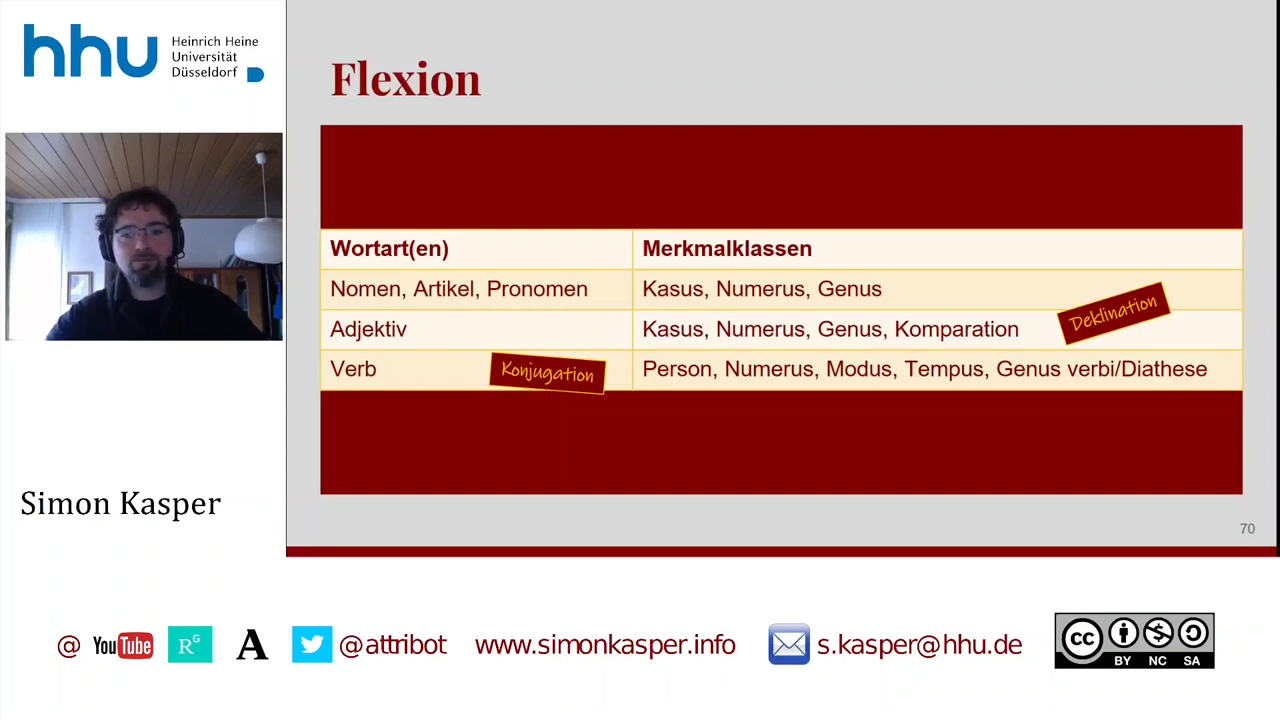 hhu
Heinrich Heine
Universität
Düsseldorf
Flexion
Wortart(en) Merkmalklassen
Nomen, Artikel, Pronomen Kasus, Numerus, Genus
Adjektiv Kasus, Numerus, Genus, Komparation
Deklination
Verb Konjugation Person, Numerus, Modus, Tempus, Genus verbi/Diathese
Simon Kasper
70
@ YouTube RG A @attribot www.simonkasper.info s.kasper@hhu.de
cc BY NC SA